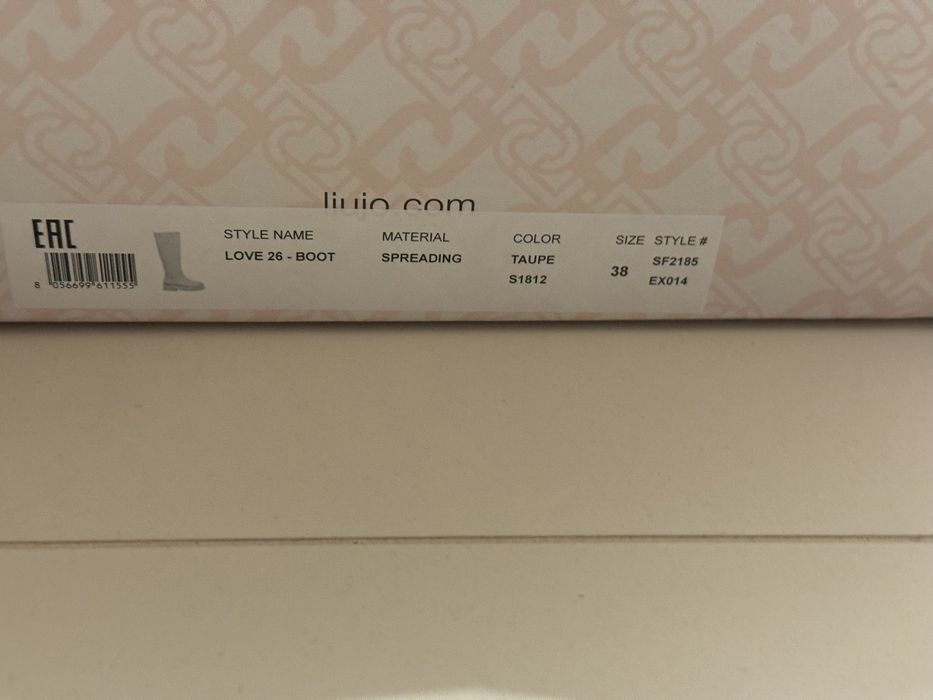 liujo.com
EAC
8 056699 611555
STYLE NAME MATERIAL COLOR SIZE STYLE #
LOVE 26 - BOOT SPREADING TAUPE 38 SF2185
S1812 EX014